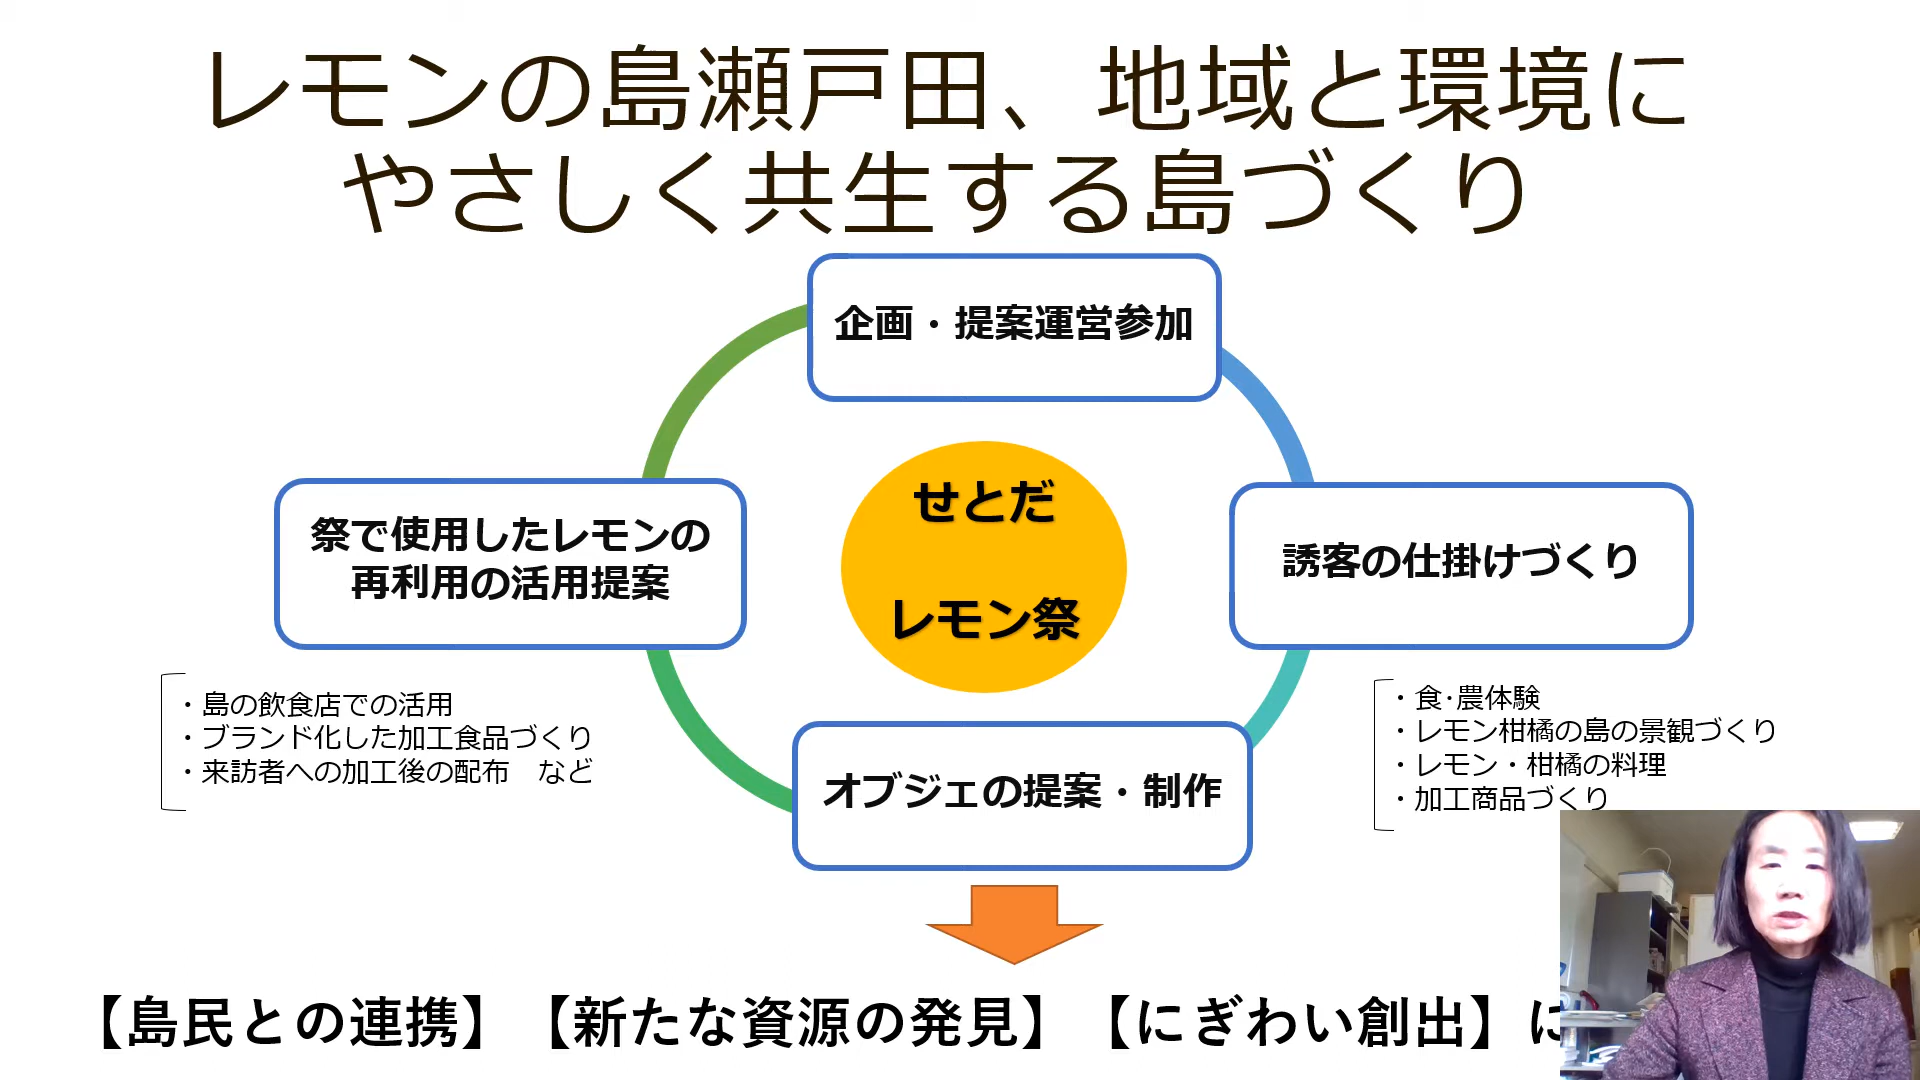 レモンの島瀬戸田、地域と環境に
やさしく共生する島づくり
企画・提案運営参加
せとだ
レモン祭
祭で使用したレモンの
再利用の活用提案
誘客の仕掛けづくり
・島の飲食店での活用
・ブランド化した加工食品づくり
・来訪者への加工後の配布　など
・食･農体験
・レモン柑橘の島の景観づくり
・レモン・柑橘の料理
・加工商品づくり
オブジェの提案・制作
【島民との連携】【新たな資源の発見】【にぎわい創出】に